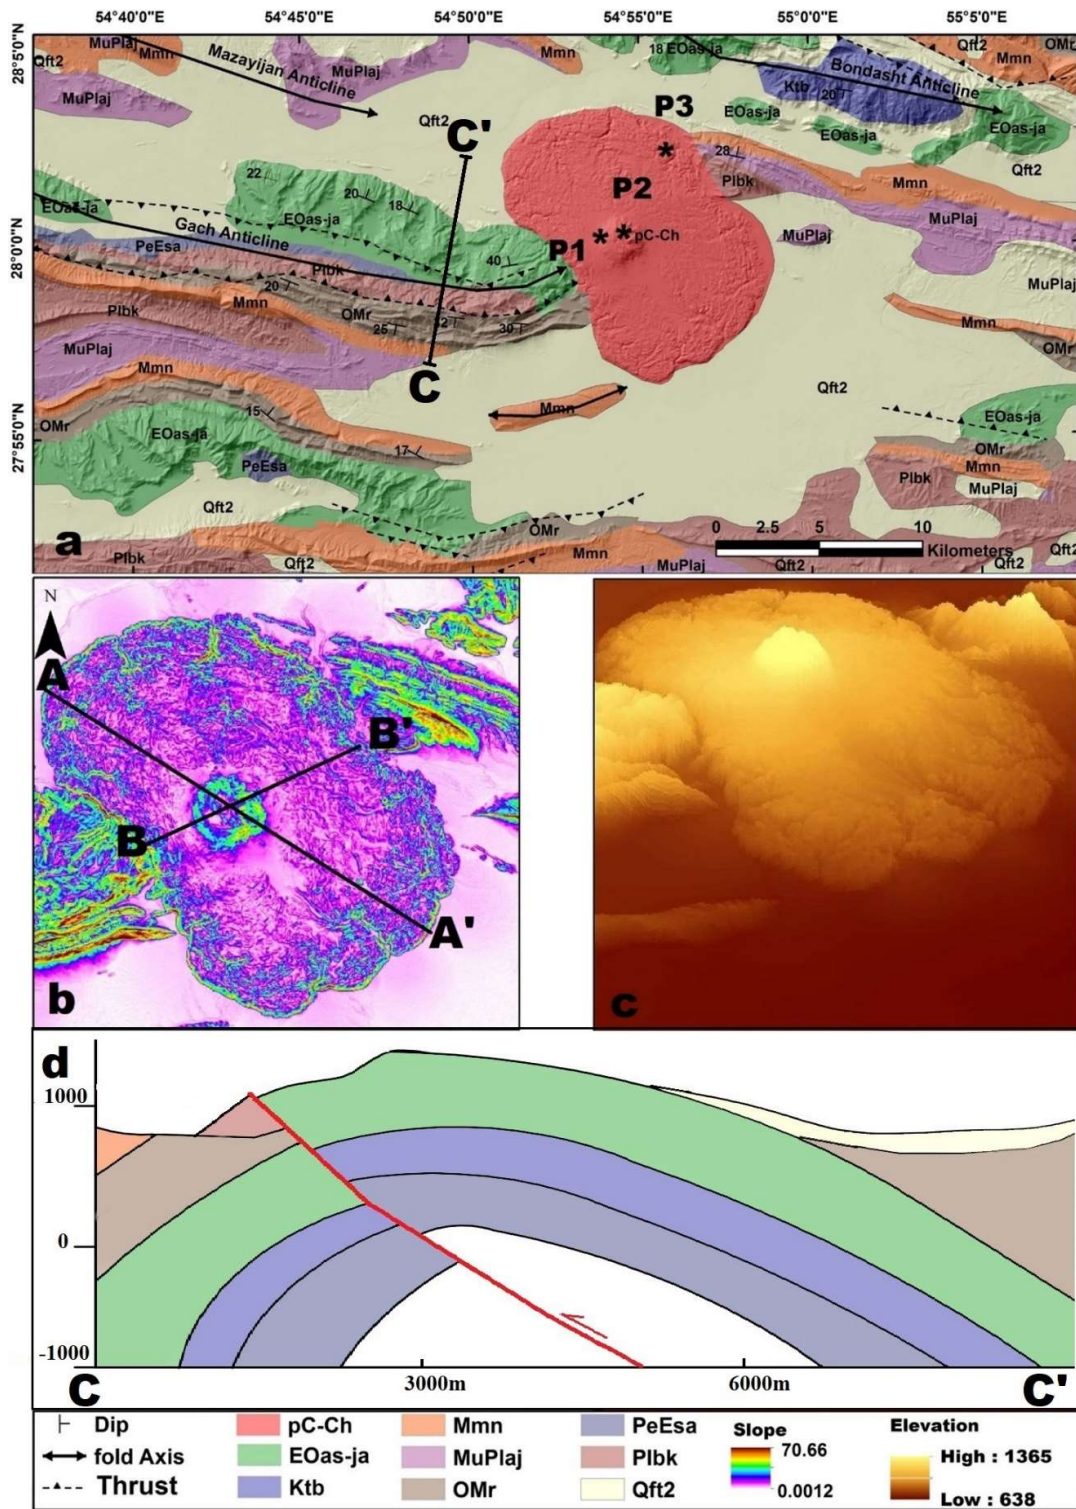 54°40'0"E 54°45'0"E 54°50'0"E 54°55'0"E 55°0'0"E 55°5'0"E
28°5'0"N
28°0'0"N
27°55'0"N
MuPlaj
Mmn
Qft2
MuPlaj
Mazayijan Anticline
MuPlaj
Mmn
18
EOas-ja
Qft2
OMr
Mmn
Bondasht Anticline
Ktb
20
EOas-ja
EOas-ja
EOas-ja
MuPlaj
Qft2
C'
P3
*
28
Plbk
Mmn
Qft2
22
20
18
EOas-ja
EOas-ja
P2
* *
pC-Ch
MuPlaj
MuPlaj
Gach Anticline
PeEsa
Plbk
40
P1
MuPlaj
20
Plbk
Mmn
OMr
25
30
Mmn
OMr
MuPlaj
C
Mmn
Mmn
Qft2
15
OMr
EOas-ja
17
PeEsa
EOas-ja
OMr
Mmn
Plbk
MuPlaj
Qft2
a
OMr
0 2.5 5 10
Kilometers
Plbk
Qft2
Mmn
MuPlaj
Qft2
Qft2
Mmn
N
A
B'
B
A'
b
c
d
1000
0
-1000
C
3000m
6000m
C'
Dip
fold Axis
Thrust
pC-Ch
EOas-ja
Ktb
Mmn
MuPlaj
OMr
PeEsa
Plbk
Qft2
Slope
70.66
0.0012
Elevation
High : 1365
Low : 638